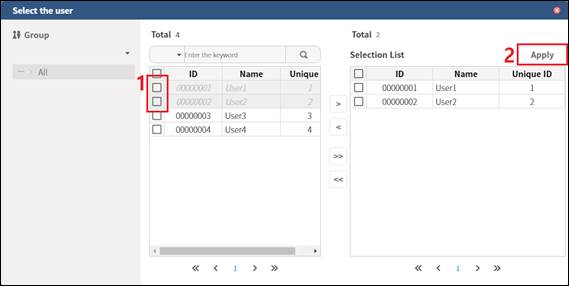 Select the user
Group
All
Total 4
Enter the keyword
ID Name Unique
1
00000001 User1 1
00000002 User2 2
00000003 User3 3
00000004 User4 4
« < 1 > »
>
<
>>
<<
Total 2
Selection List
2
Apply
ID Name Unique ID
00000001 User1 1
00000002 User2 2
« < 1 > »